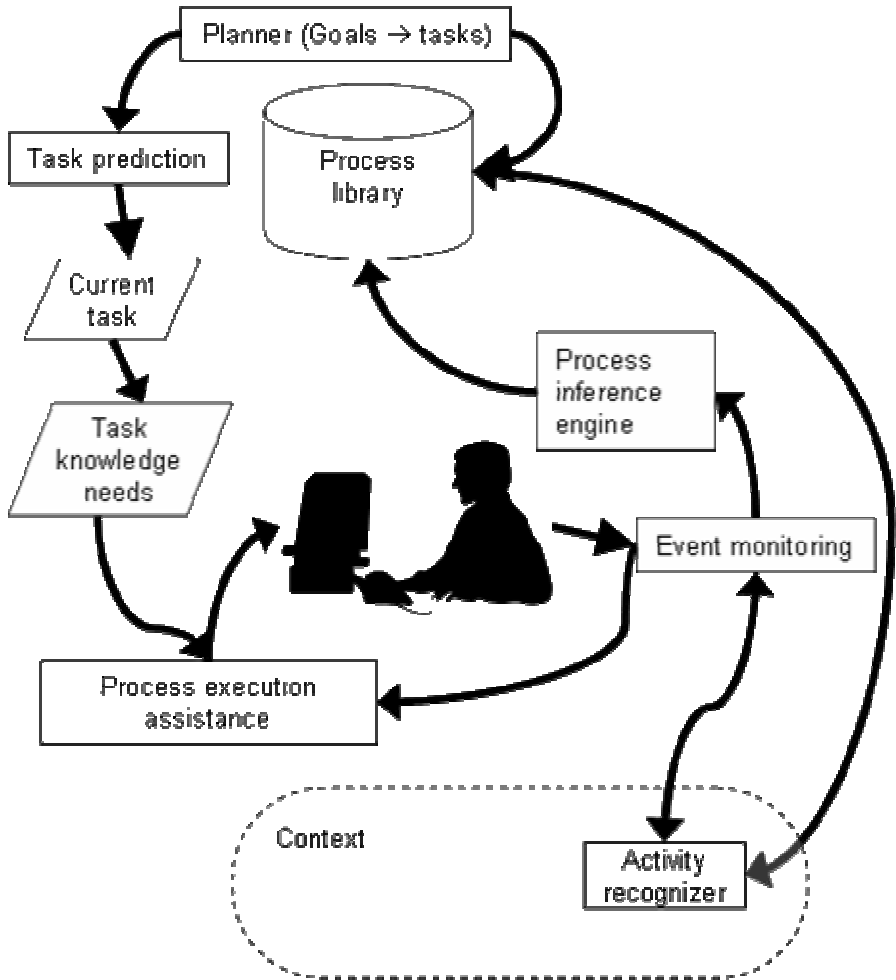 Planner (Goals → tasks)
Task prediction
Process
library
Current
task
Process
inference
engine
Task
knowledge
needs
Event monitoring
Process execution
assistance
Context
Activity
recognizer